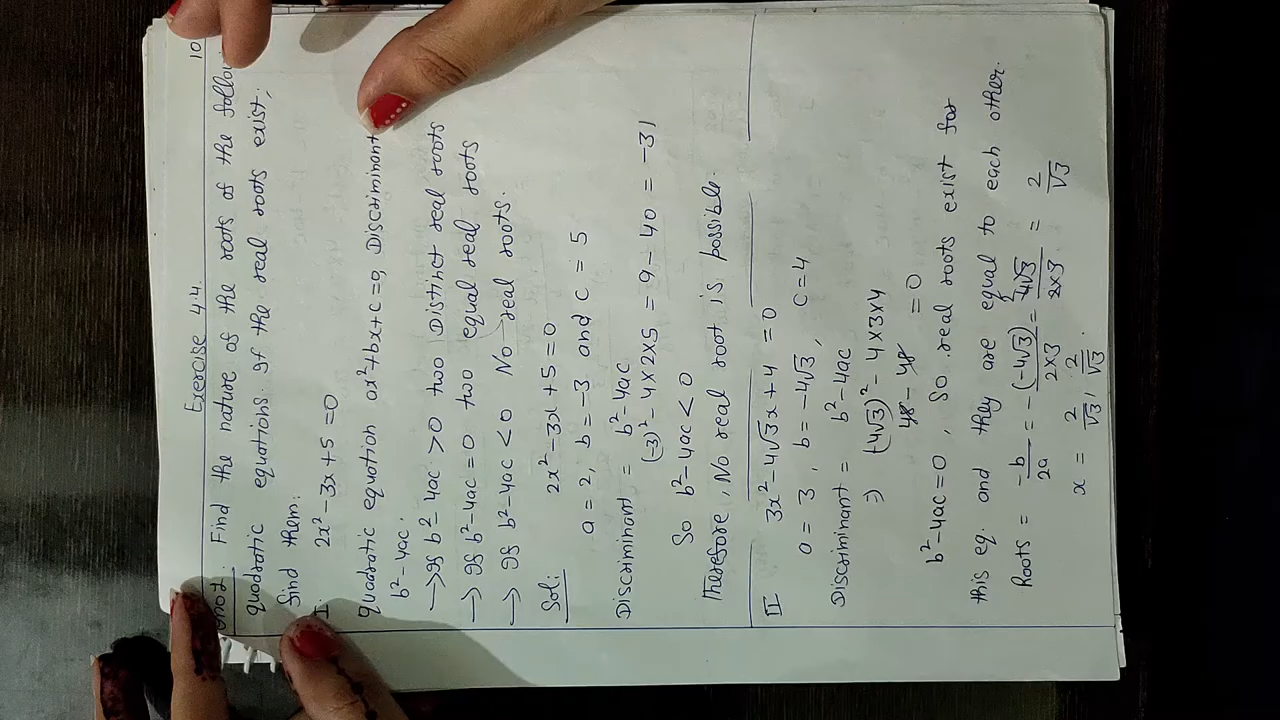 Exercise 4.4. 10
Find the nature of the roots of the follow
quadratic equations. If the real roots exist;
find them:
I. 2x² - 3x + 5 = 0
quadratic equation ax² + bx + c = 0, Discriminant
b² - 4ac.
→ If b² - 4ac > 0 two Distinct real roots
→ If b² - 4ac = 0 two equal real roots
→ If b² - 4ac < 0 No real roots.
Sol: 2x² - 3x + 5 = 0
a = 2, b = -3 and c = 5
Discriminant = b² - 4ac
(-3)² - 4×2×5 = 9 - 40 = -31
So b² - 4ac < 0
Therefore, No real root is possible.
II 3x² - 4√3x + 4 = 0
a = 3, b = -4√3, c = 4
Discriminant = b² - 4ac
⇒ (-4√3)² - 4×3×4
48 - 48 = 0
b² - 4ac = 0, So real roots exist for
this eq. and they are equal to each other.
Roots = -b/2a = -(-4√3)/2×3 = 4√3/2×3 = 2/√3
x = 2/√3, 2/√3.